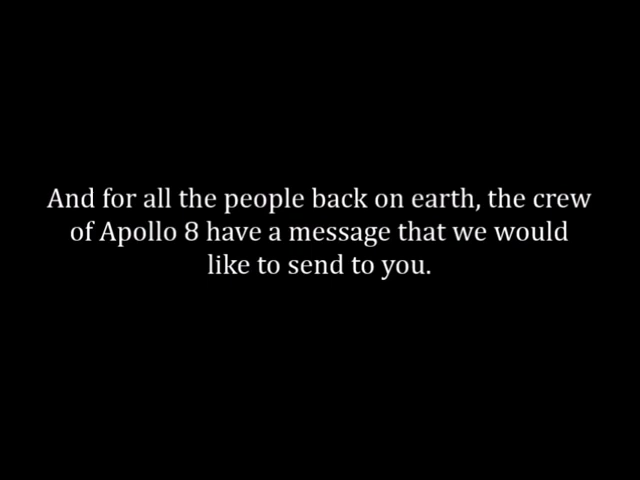 And for all the people back on earth, the crew
of Apollo 8 have a message that we would
like to send to you.